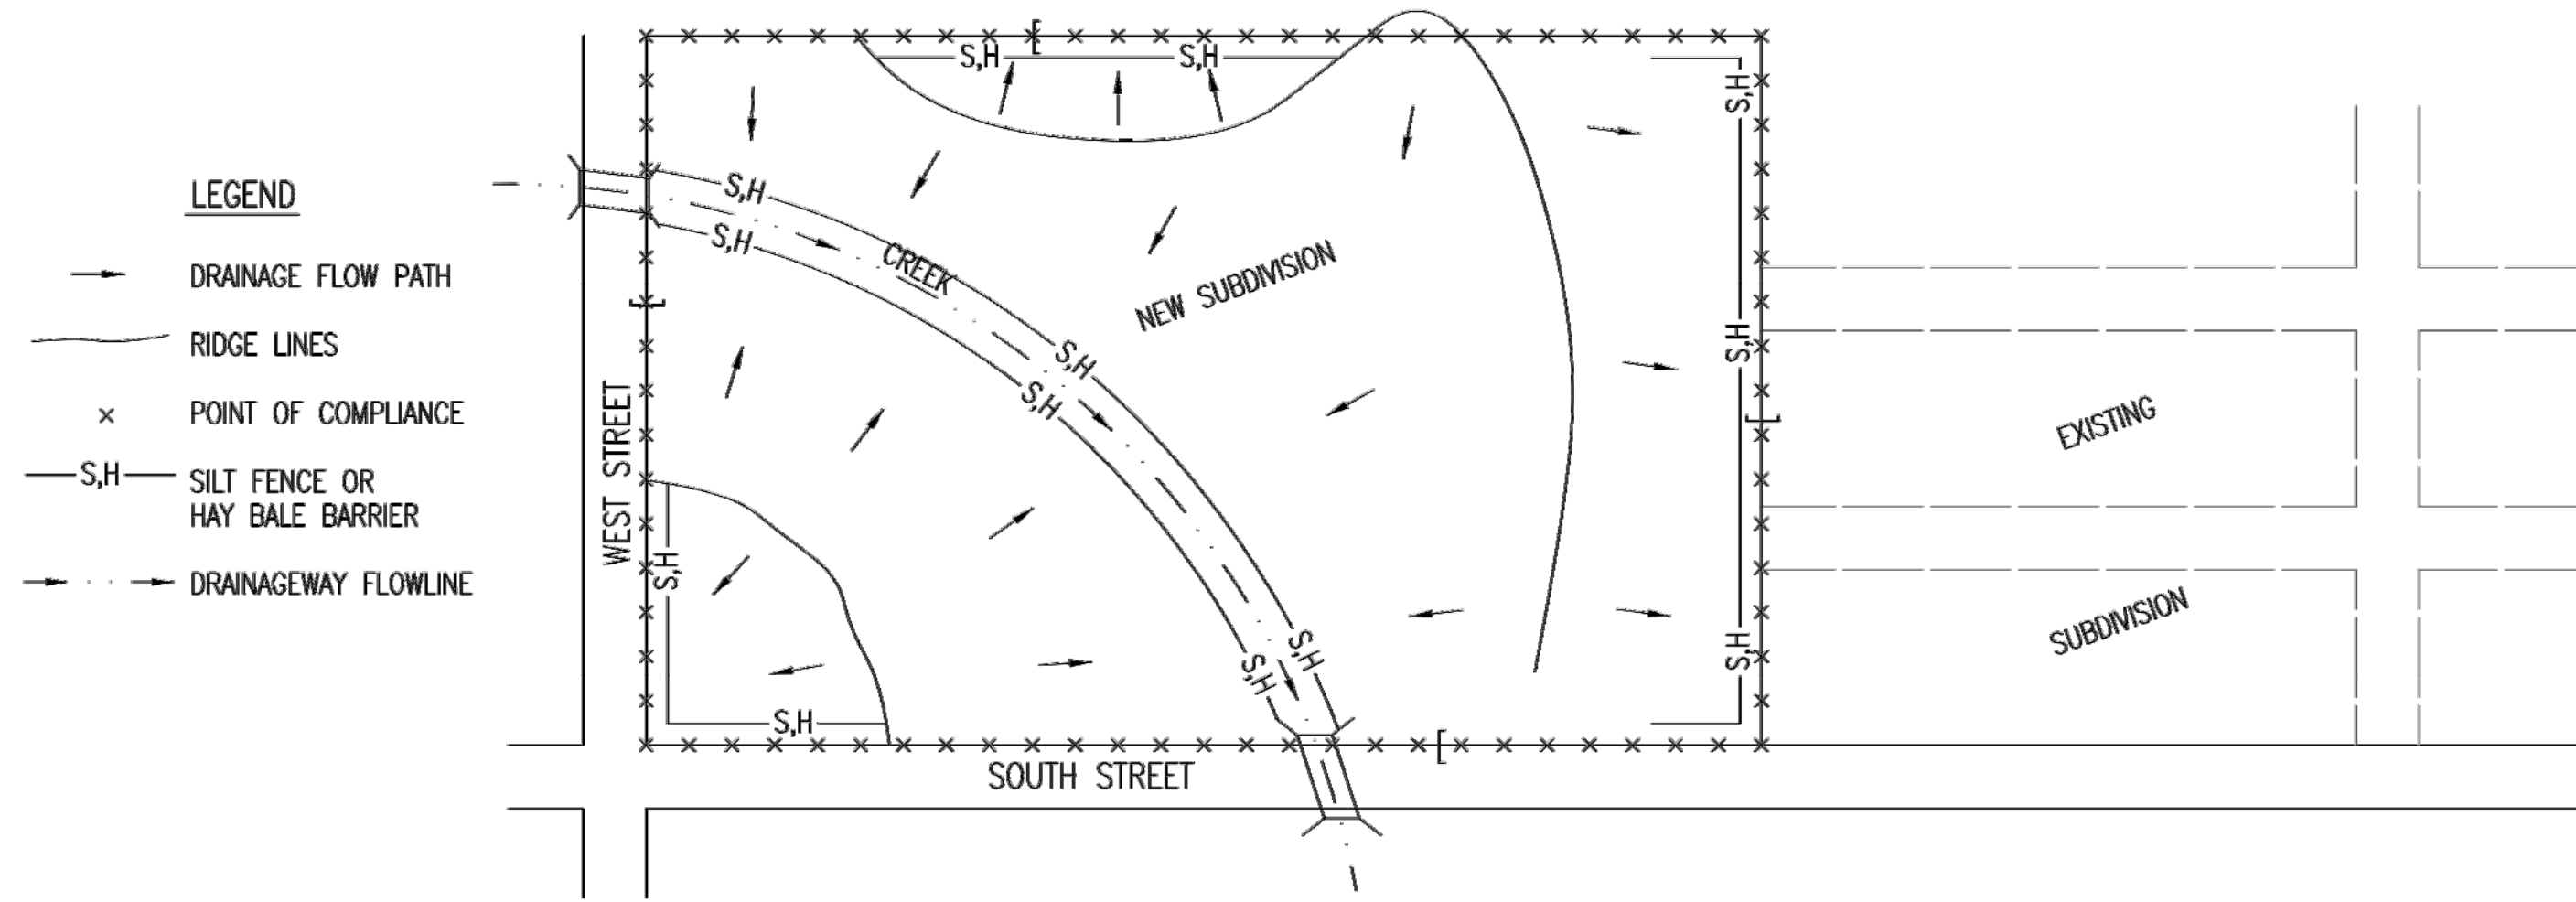 LEGEND
DRAINAGE FLOW PATH
RIDGE LINES
POINT OF COMPLIANCE
S,H
SILT FENCE OR
HAY BALE BARRIER
DRAINAGEWAY FLOWLINE
S,H
S,H
S,H
S,H
S,H
CREEK
NEW SUBDIVISION
S,H
S,H
S,H
WEST STREET
EXISTING
S,H
S,H
S,H
S,H
SUBDIVISION
S,H
SOUTH STREET